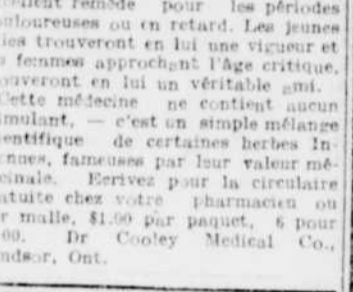 remède pour les périodes
ouloureuses ou en retard. Les jeunes
les trouveront en lui une vigueur et
s femmes approchant l'âge critique,
ouveront en lui un véritable ami.
Cette médecine ne contient aucun
imulant, — c'est un simple mélange
entifique de certaines herbes In-
ennes, fameuses par leur valeur mé-
cinale. Ecrivez pour la circulaire
atuite chez votre pharmacien ou
r malle, $1.00 par paquet, 6 pour
.00. Dr Cooley Medical Co.,
ndsor, Ont.